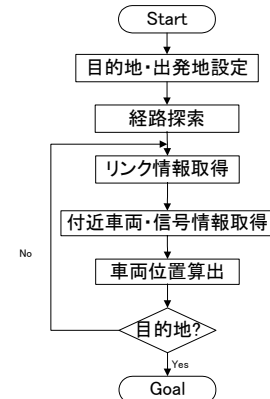 Start
目的地・出発地設定
経路探索
リンク情報取得
付近車両・信号情報取得
車両位置算出
No
目的地?
Yes
Goal